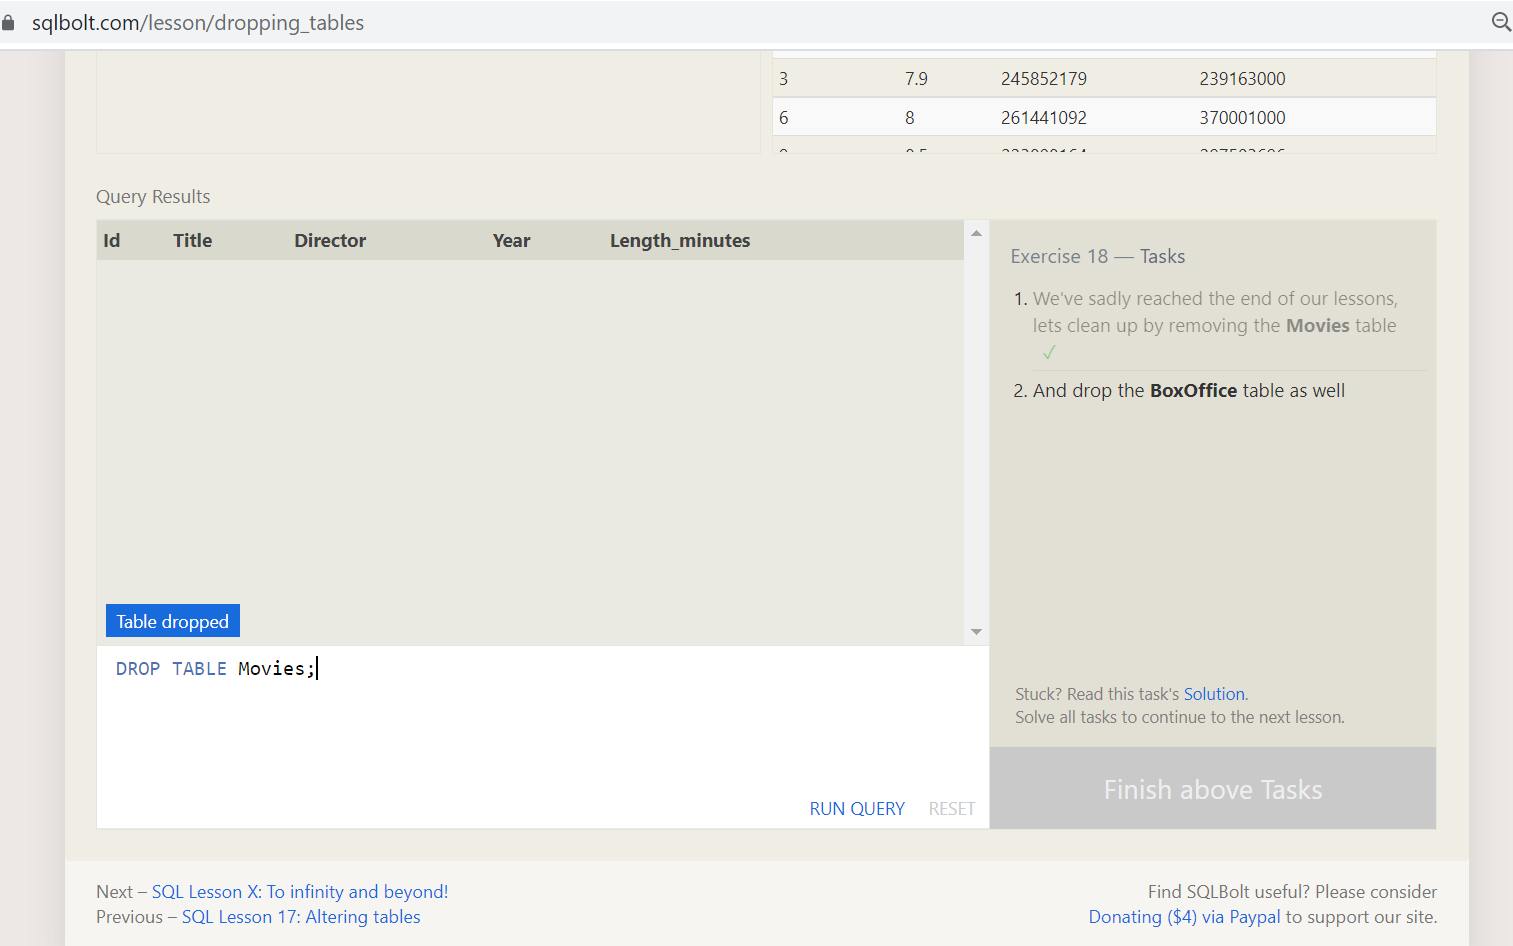 sqlbolt.com/lesson/dropping_tables
3 7.9 245852179 239163000
6 8 261441092 370001000
Query Results
Id Title Director Year Length_minutes
Table dropped
DROP TABLE Movies;
RUN QUERY RESET
Exercise 18 — Tasks
1. We've sadly reached the end of our lessons,
lets clean up by removing the Movies table
✓
2. And drop the BoxOffice table as well
Stuck? Read this task's Solution.
Solve all tasks to continue to the next lesson.
Finish above Tasks
Next – SQL Lesson X: To infinity and beyond!
Previous – SQL Lesson 17: Altering tables
Find SQLBolt useful? Please consider
Donating ($4) via Paypal to support our site.